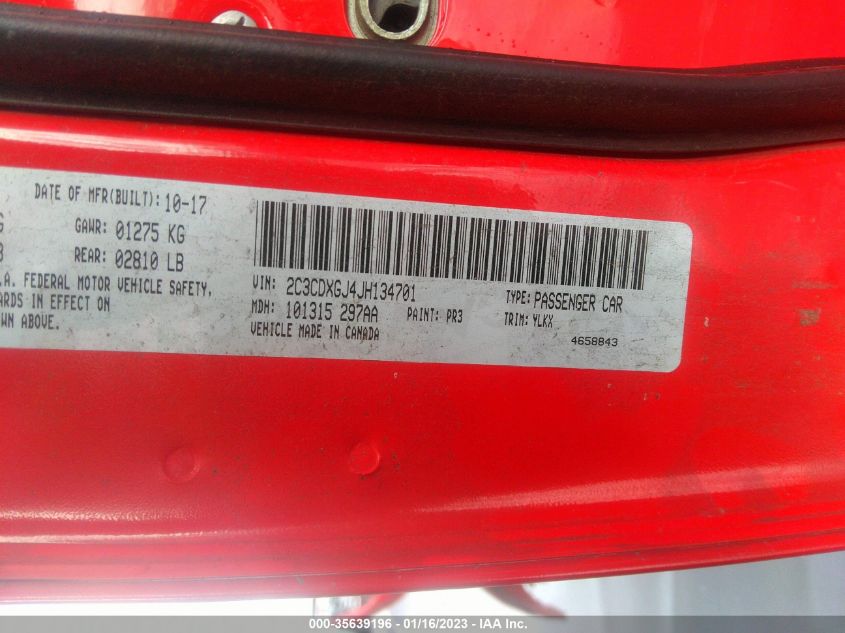 DATE OF MFR(BUILT): 10-17
GAWR: 01275 KG
REAR: 02810 LB
.A. FEDERAL MOTOR VEHICLE SAFETY,
ARDS IN EFFECT ON
WN ABOVE.
VIN: 2C3CDXGJ4JH134701
TYPE: PASSENGER CAR
MDH: 101315 297AA
PAINT: PR3
TRIM: YLKX
VEHICLE MADE IN CANADA
4658843
000-35639196 - 01/16/2023 - IAA Inc.